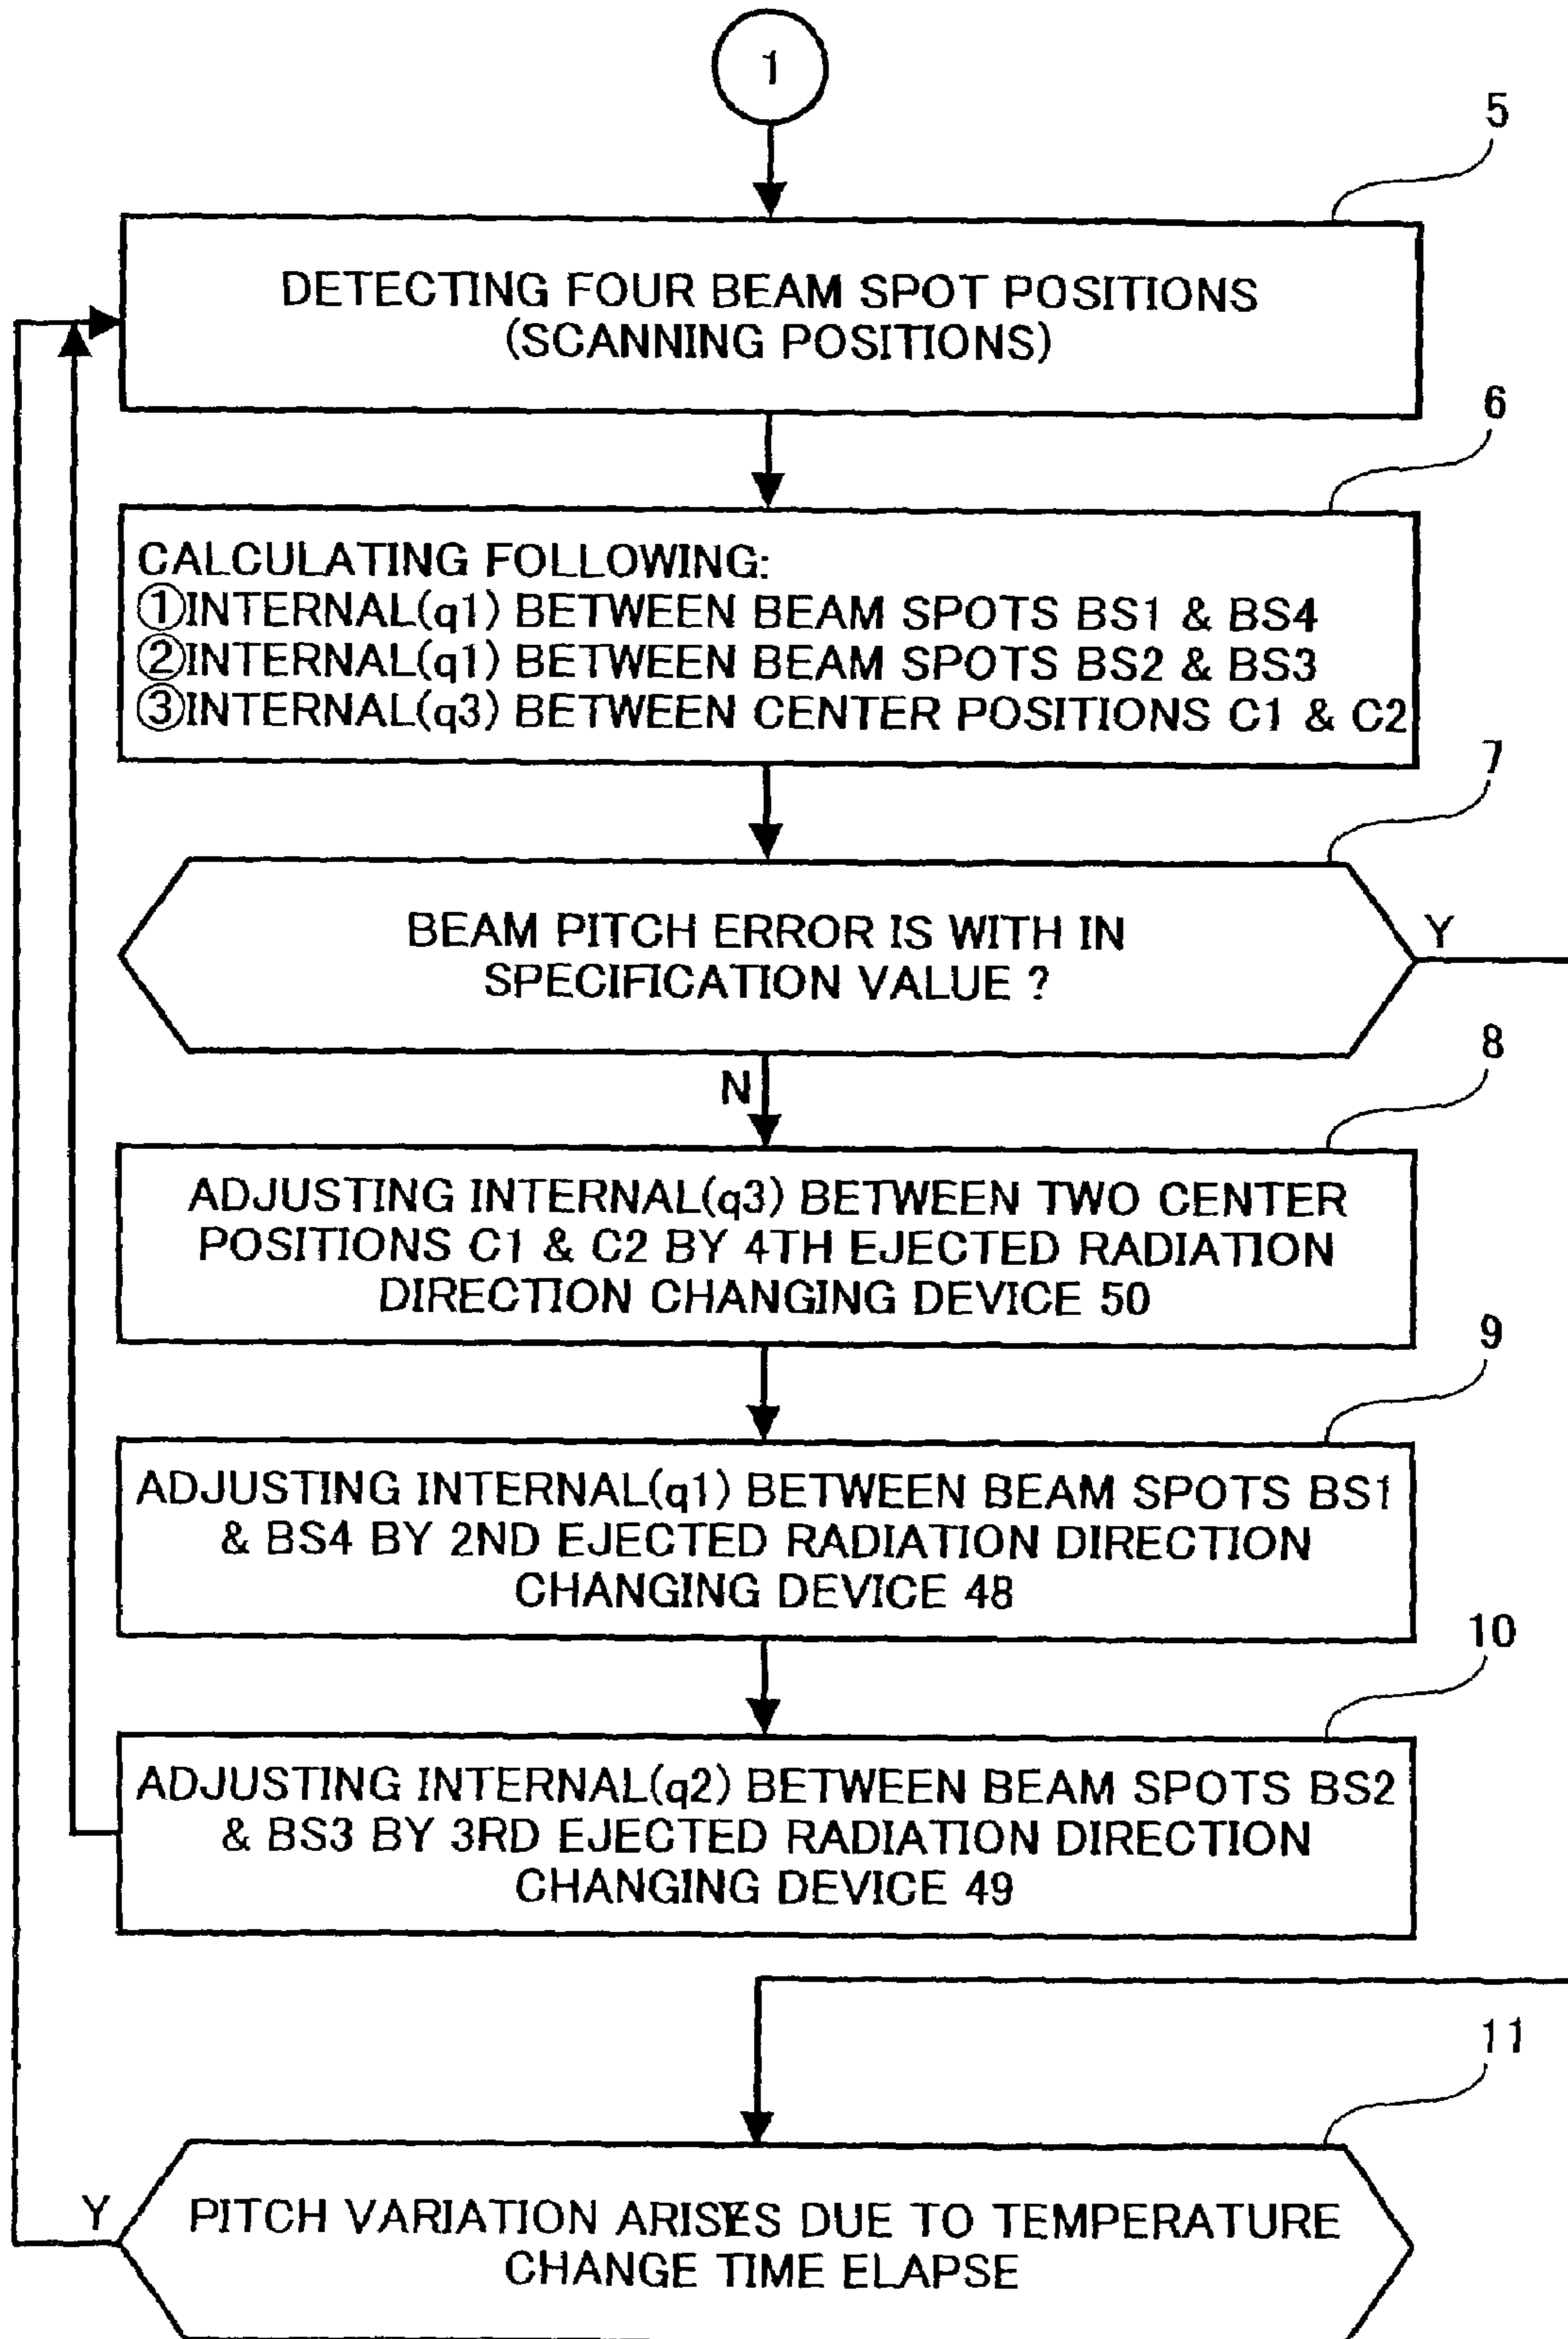 1
5
DETECTING FOUR BEAM SPOT POSITIONS
(SCANNING POSITIONS)
6
CALCULATING FOLLOWING:
①INTERNAL(q1) BETWEEN BEAM SPOTS BS1 & BS4
②INTERNAL(q1) BETWEEN BEAM SPOTS BS2 & BS3
③INTERNAL(q3) BETWEEN CENTER POSITIONS C1 & C2
7
BEAM PITCH ERROR IS WITH IN
SPECIFICATION VALUE ?
Y
N
8
ADJUSTING INTERNAL(q3) BETWEEN TWO CENTER
POSITIONS C1 & C2 BY 4TH EJECTED RADIATION
DIRECTION CHANGING DEVICE 50
9
ADJUSTING INTERNAL(q1) BETWEEN BEAM SPOTS BS1
& BS4 BY 2ND EJECTED RADIATION DIRECTION
CHANGING DEVICE 48
10
ADJUSTING INTERNAL(q2) BETWEEN BEAM SPOTS BS2
& BS3 BY 3RD EJECTED RADIATION DIRECTION
CHANGING DEVICE 49
11
Y
PITCH VARIATION ARISES DUE TO TEMPERATURE
CHANGE TIME ELAPSE